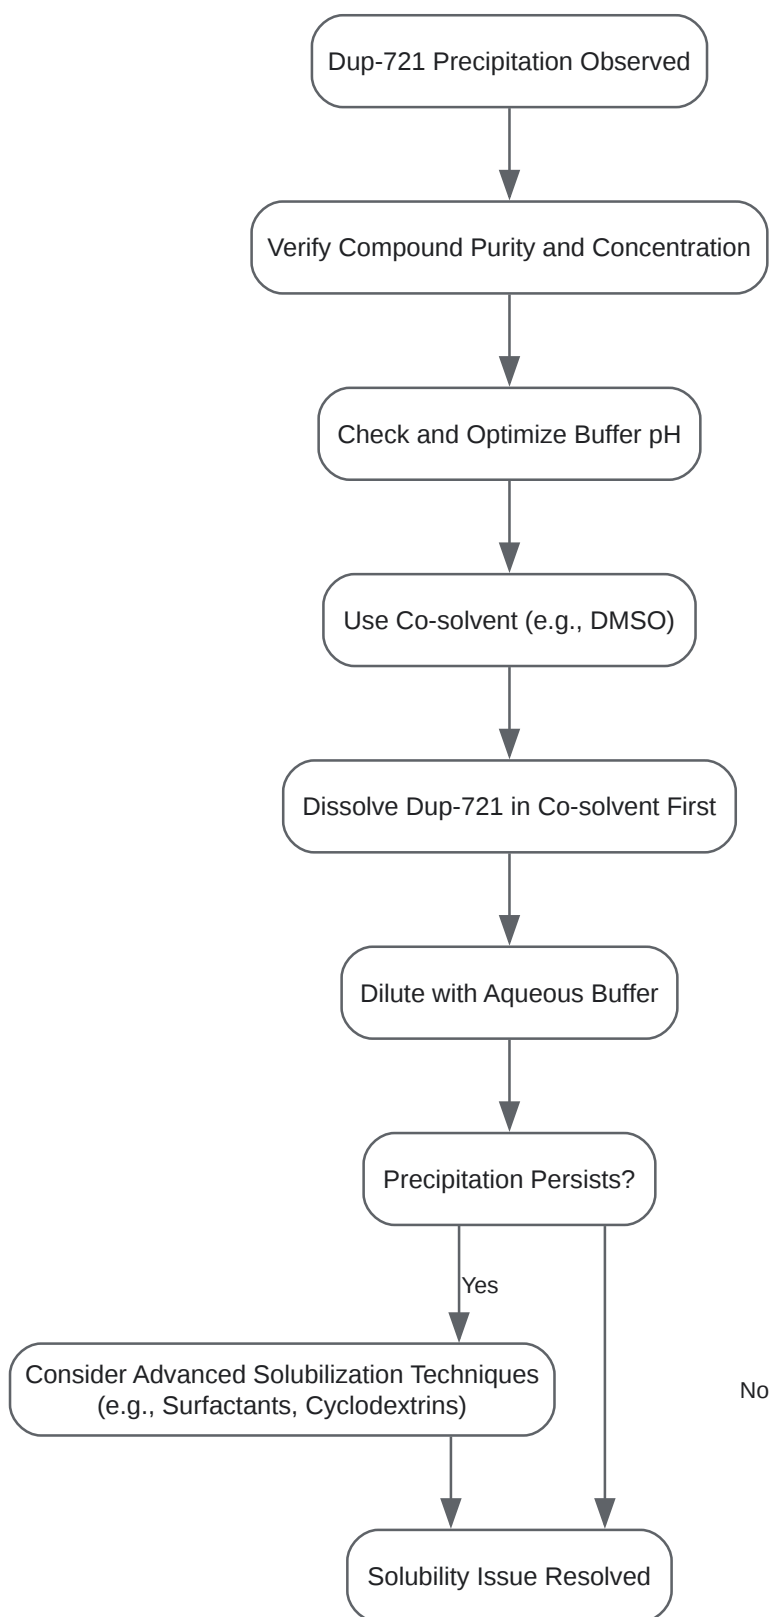 Dup-721 Precipitation Observed
Verify Compound Purity and Concentration
Check and Optimize Buffer pH
Use Co-solvent (e.g., DMSO)
Dissolve Dup-721 in Co-solvent First
Dilute with Aqueous Buffer
Precipitation Persists?
Yes
Consider Advanced Solubilization Techniques
(e.g., Surfactants, Cyclodextrins)
No
Solubility Issue Resolved